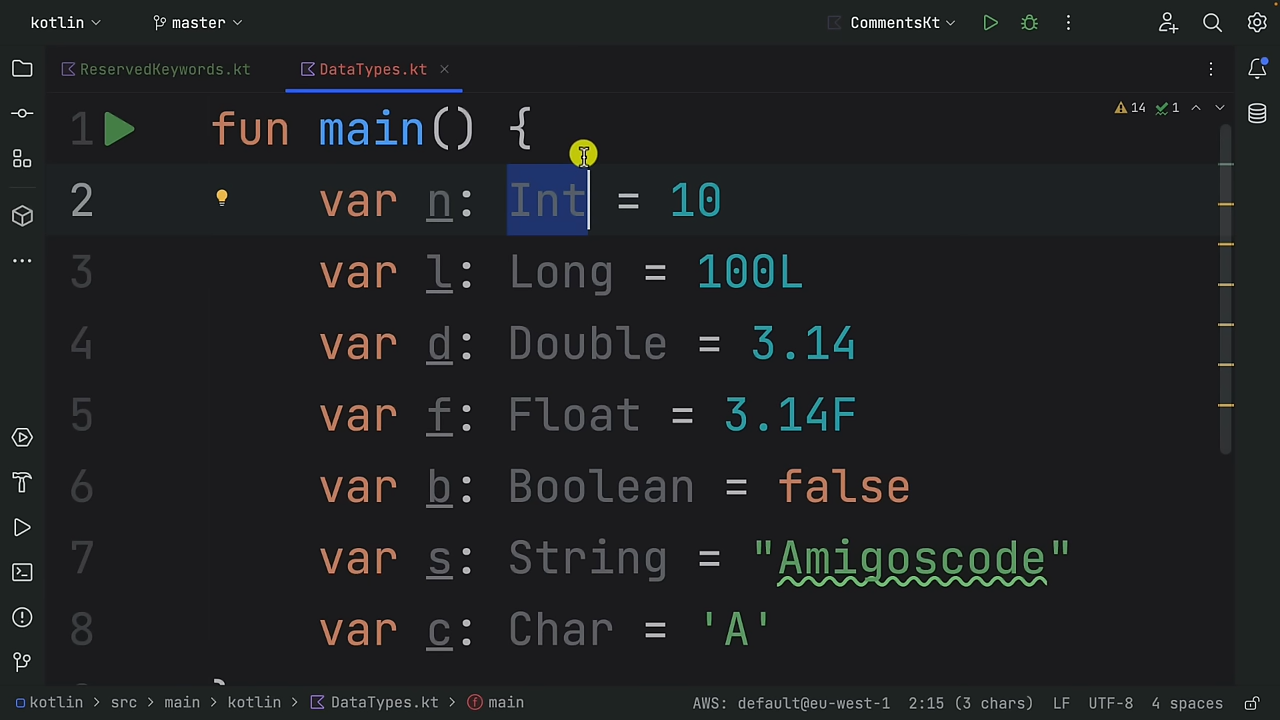 kotlin master CommentsKt
ReservedKeywords.kt DataTypes.kt
14 1
1 fun main() {
2 var n: Int = 10
3 var l: Long = 100L
4 var d: Double = 3.14
5 var f: Float = 3.14F
6 var b: Boolean = false
7 var s: String = "Amigoscode"
8 var c: Char = 'A'
}
kotlin > src > main > kotlin > DataTypes.kt > main AWS: default@eu-west-1 2:15 (3 chars) LF UTF-8 4 spaces